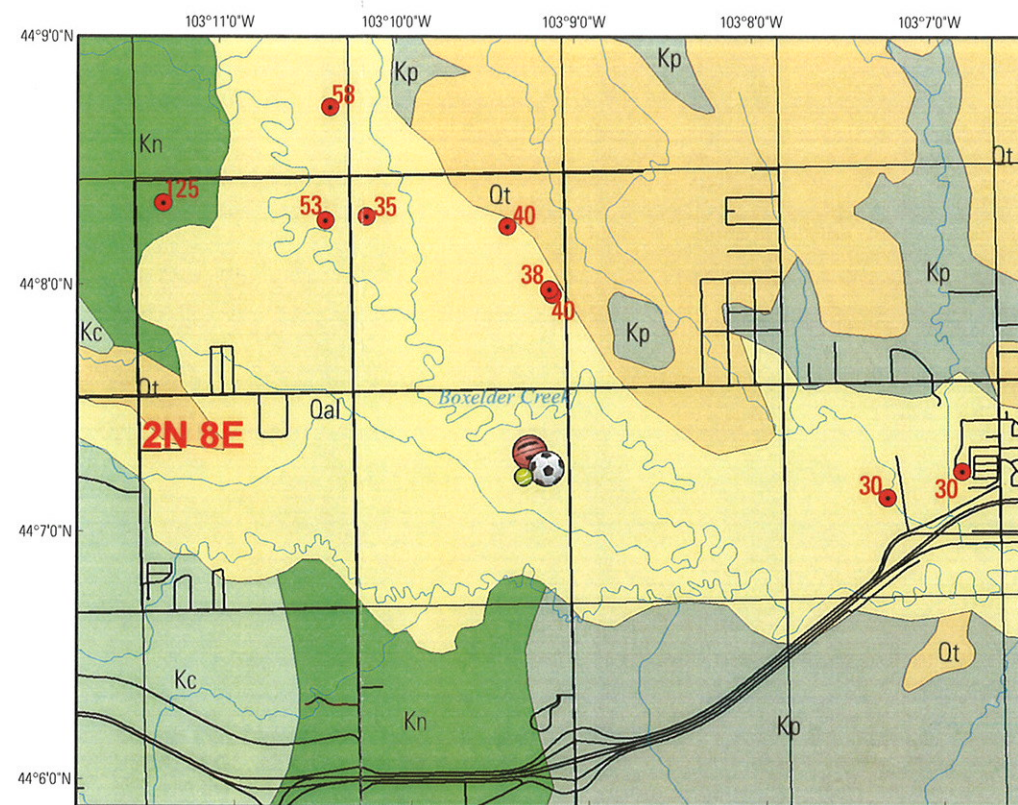 103°11'0"W 103°10'0"W 103°9'0"W 103°8'0"W 103°7'0"W
44°9'0"N
Kp
Kp
58
Kn
Qt
125
Qt
53
35
40
44°8'0"N
38
Kp
40
Kc
Kp
Qt
Boxelder Creek
Qal
2N 8E
30
30
44°7'0"N
Qt
Kc
Kn
Kp
44°6'0"N